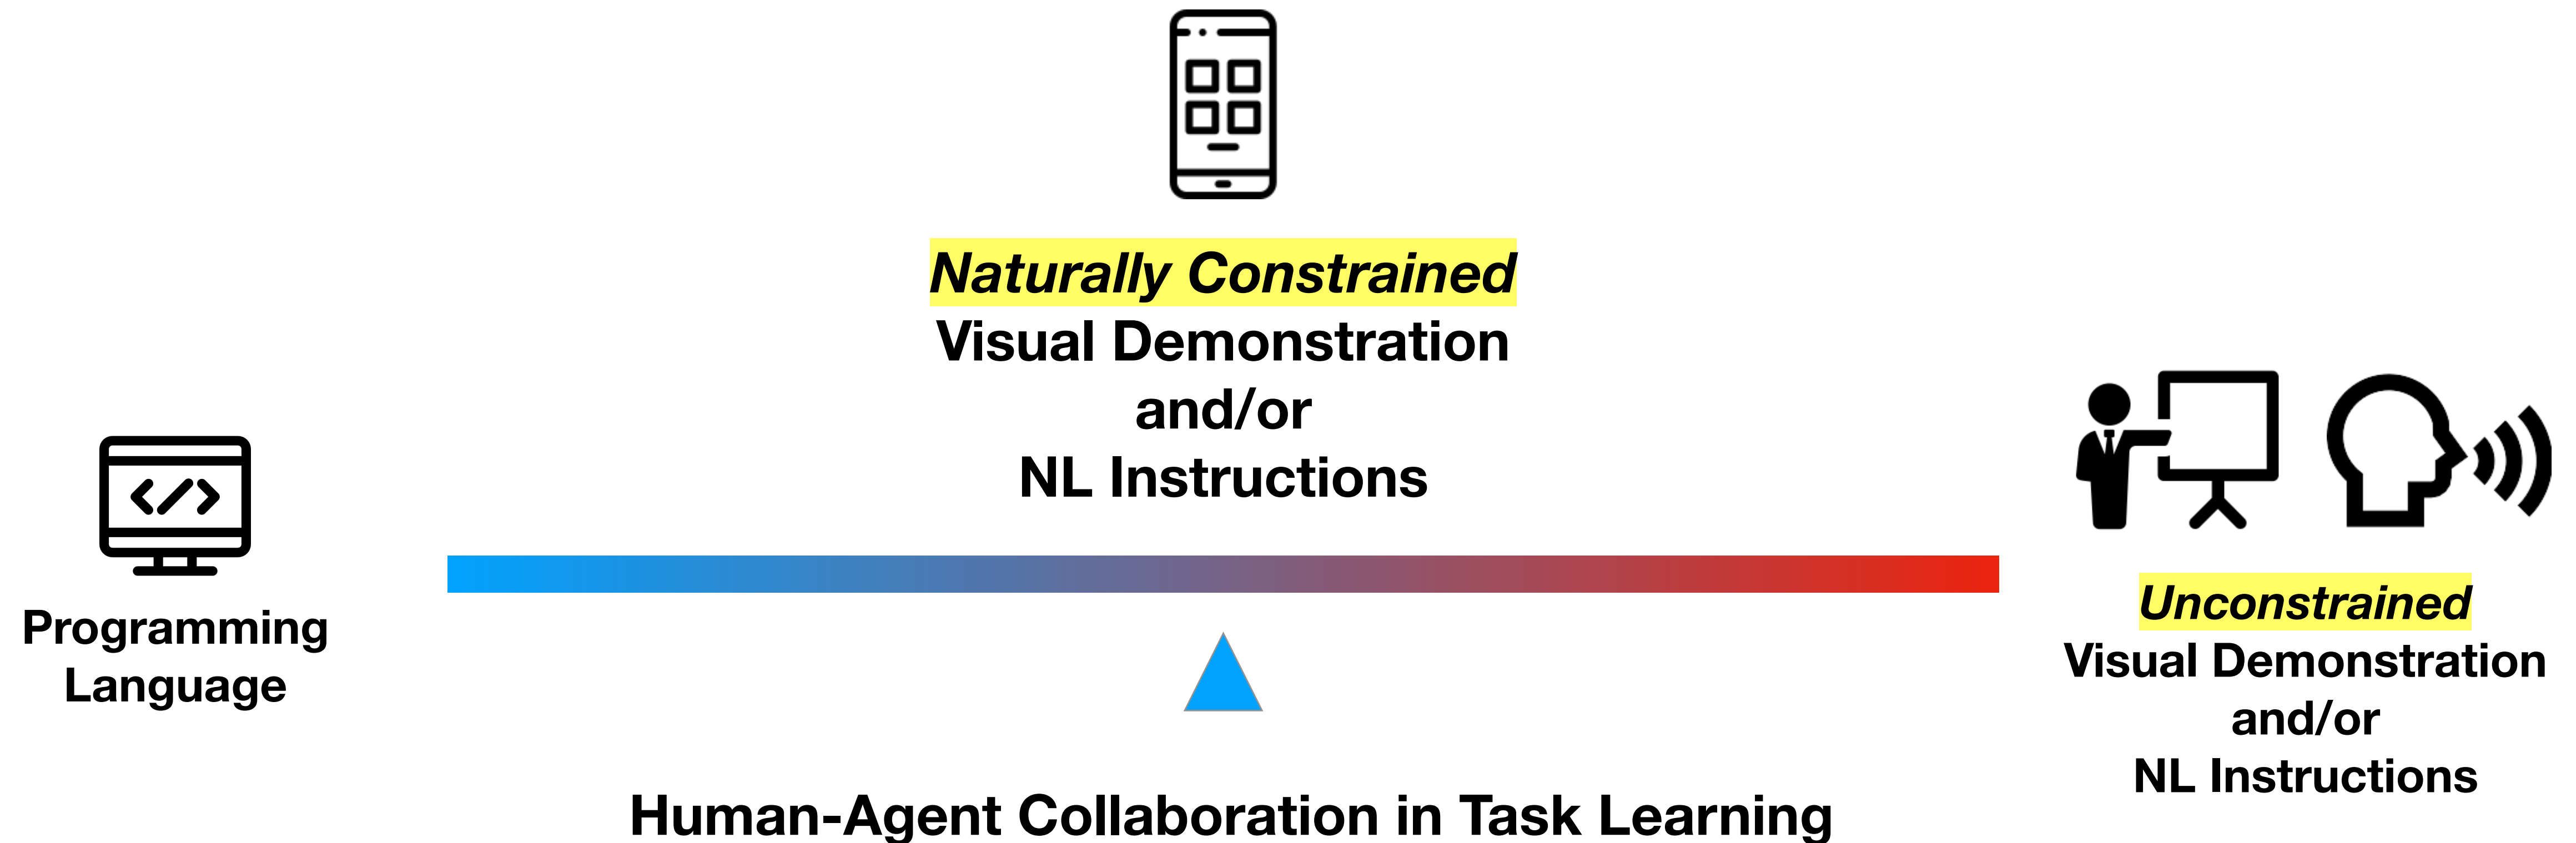 Naturally Constrained
Visual Demonstration
and/or
NL Instructions
</>
Programming
Language
Unconstrained
Visual Demonstration
and/or
NL Instructions
Human-Agent Collaboration in Task Learning